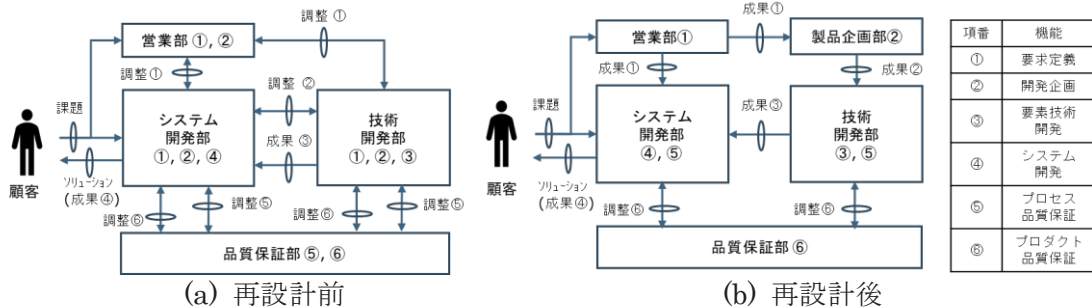 調整 ①
営業部 ①, ②
調整①
調整 ②
課題
システム
開発部
①, ②, ④
成果 ③
技術
開発部
①, ②, ③
顧客
ソリューション
(成果④)
調整⑥
調整⑤
調整⑥
調整⑤
品質保証部 ⑤, ⑥
(a) 再設計前
営業部①
成果①
製品企画部②
成果①
成果②
課題
システム
開発部
④, ⑤
成果③
技術
開発部
③, ⑤
顧客
ソリューション
(成果④)
調整⑥
調整⑥
品質保証部 ⑥
(b) 再設計後
項番 機能
① 要求定義
② 開発企画
③ 要素技術
開発
④ システム
開発
⑤ プロセス
品質保証
⑥ プロダクト
品質保証